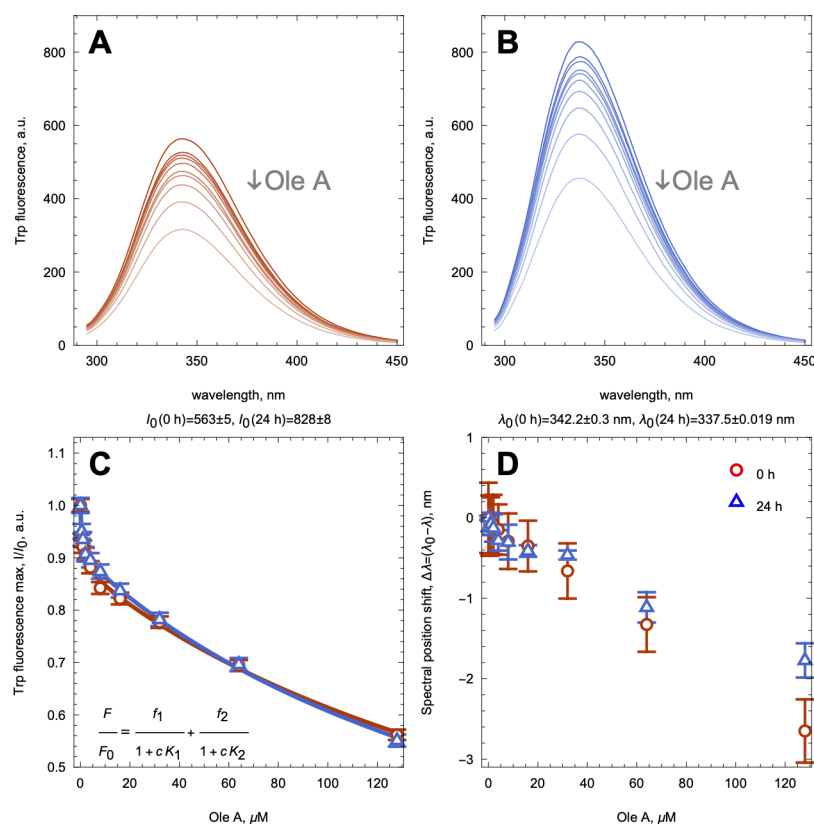 A
Trp fluorescence, a.u.
800
600
400
200
0
↓Ole A
300 350 400 450
wavelength, nm
B
Trp fluorescence, a.u.
800
600
400
200
0
↓Ole A
300 350 400 450
wavelength, nm
I₀(0 h)=563±5, I₀(24 h)=828±8
C
Trp fluorescence max, I/I₀, a.u.
1.1
1.0
0.9
0.8
0.7
0.6
0.5
F/F₀ = f₁/(1+c K₁) + f₂/(1+c K₂)
0 20 40 60 80 100 120
Ole A, μM
λ₀(0 h)=342.2±0.3 nm, λ₀(24 h)=337.5±0.019 nm
D
Spectral position shift, Δλ=(λ₀-λ), nm
1
0
-1
-2
-3
0 h
24 h
0 20 40 60 80 100 120
Ole A, μM